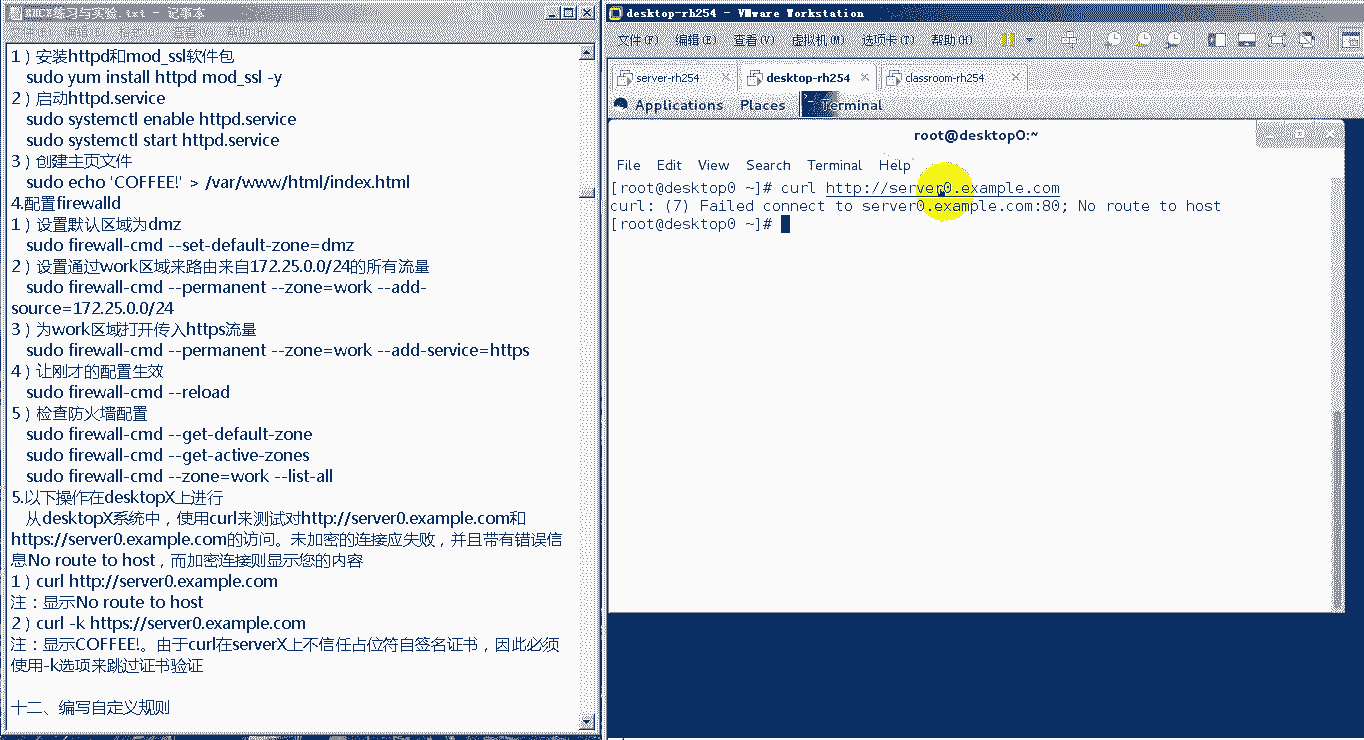 RHCX练习与实验.txt - 记事本
1）安装httpd和mod_ssl软件包
sudo yum install httpd mod_ssl -y
2）启动httpd.service
sudo systemctl enable httpd.service
sudo systemctl start httpd.service
3）创建主页文件
sudo echo 'COFFEE!' > /var/www/html/index.html
4.配置firewalld
1）设置默认区域为dmz
sudo firewall-cmd --set-default-zone=dmz
2）设置通过work区域来路由来自172.25.0.0/24的所有流量
sudo firewall-cmd --permanent --zone=work --add-
source=172.25.0.0/24
3）为work区域打开传入https流量
sudo firewall-cmd --permanent --zone=work --add-service=https
4）让刚才的配置生效
sudo firewall-cmd --reload
5）检查防火墙配置
sudo firewall-cmd --get-default-zone
sudo firewall-cmd --get-active-zones
sudo firewall-cmd --zone=work --list-all
5.以下操作在desktopX上进行
从desktopX系统中，使用curl来测试对http://server0.example.com和
https://server0.example.com的访问。未加密的连接应失败，并且带有错误信
息No route to host，而加密连接则显示您的内容
1）curl http://server0.example.com
注：显示No route to host
2）curl -k https://server0.example.com
注：显示COFFEE!。由于curl在serverX上不信任占位符自签名证书，因此必须
使用-k选项来跳过证书验证
十二、编写自定义规则
desktop-rh254 - VMware Workstation
文件(F) 编辑(E) 查看(V) 虚拟机(M) 选项卡(T) 帮助(H)
server-rh254 desktop-rh254 classroom-rh254
Applications Places Terminal
root@desktop0:~
File Edit View Search Terminal Help
[root@desktop0 ~]# curl http://server0.example.com
curl: (7) Failed connect to server0.example.com:80; No route to host
[root@desktop0 ~]#